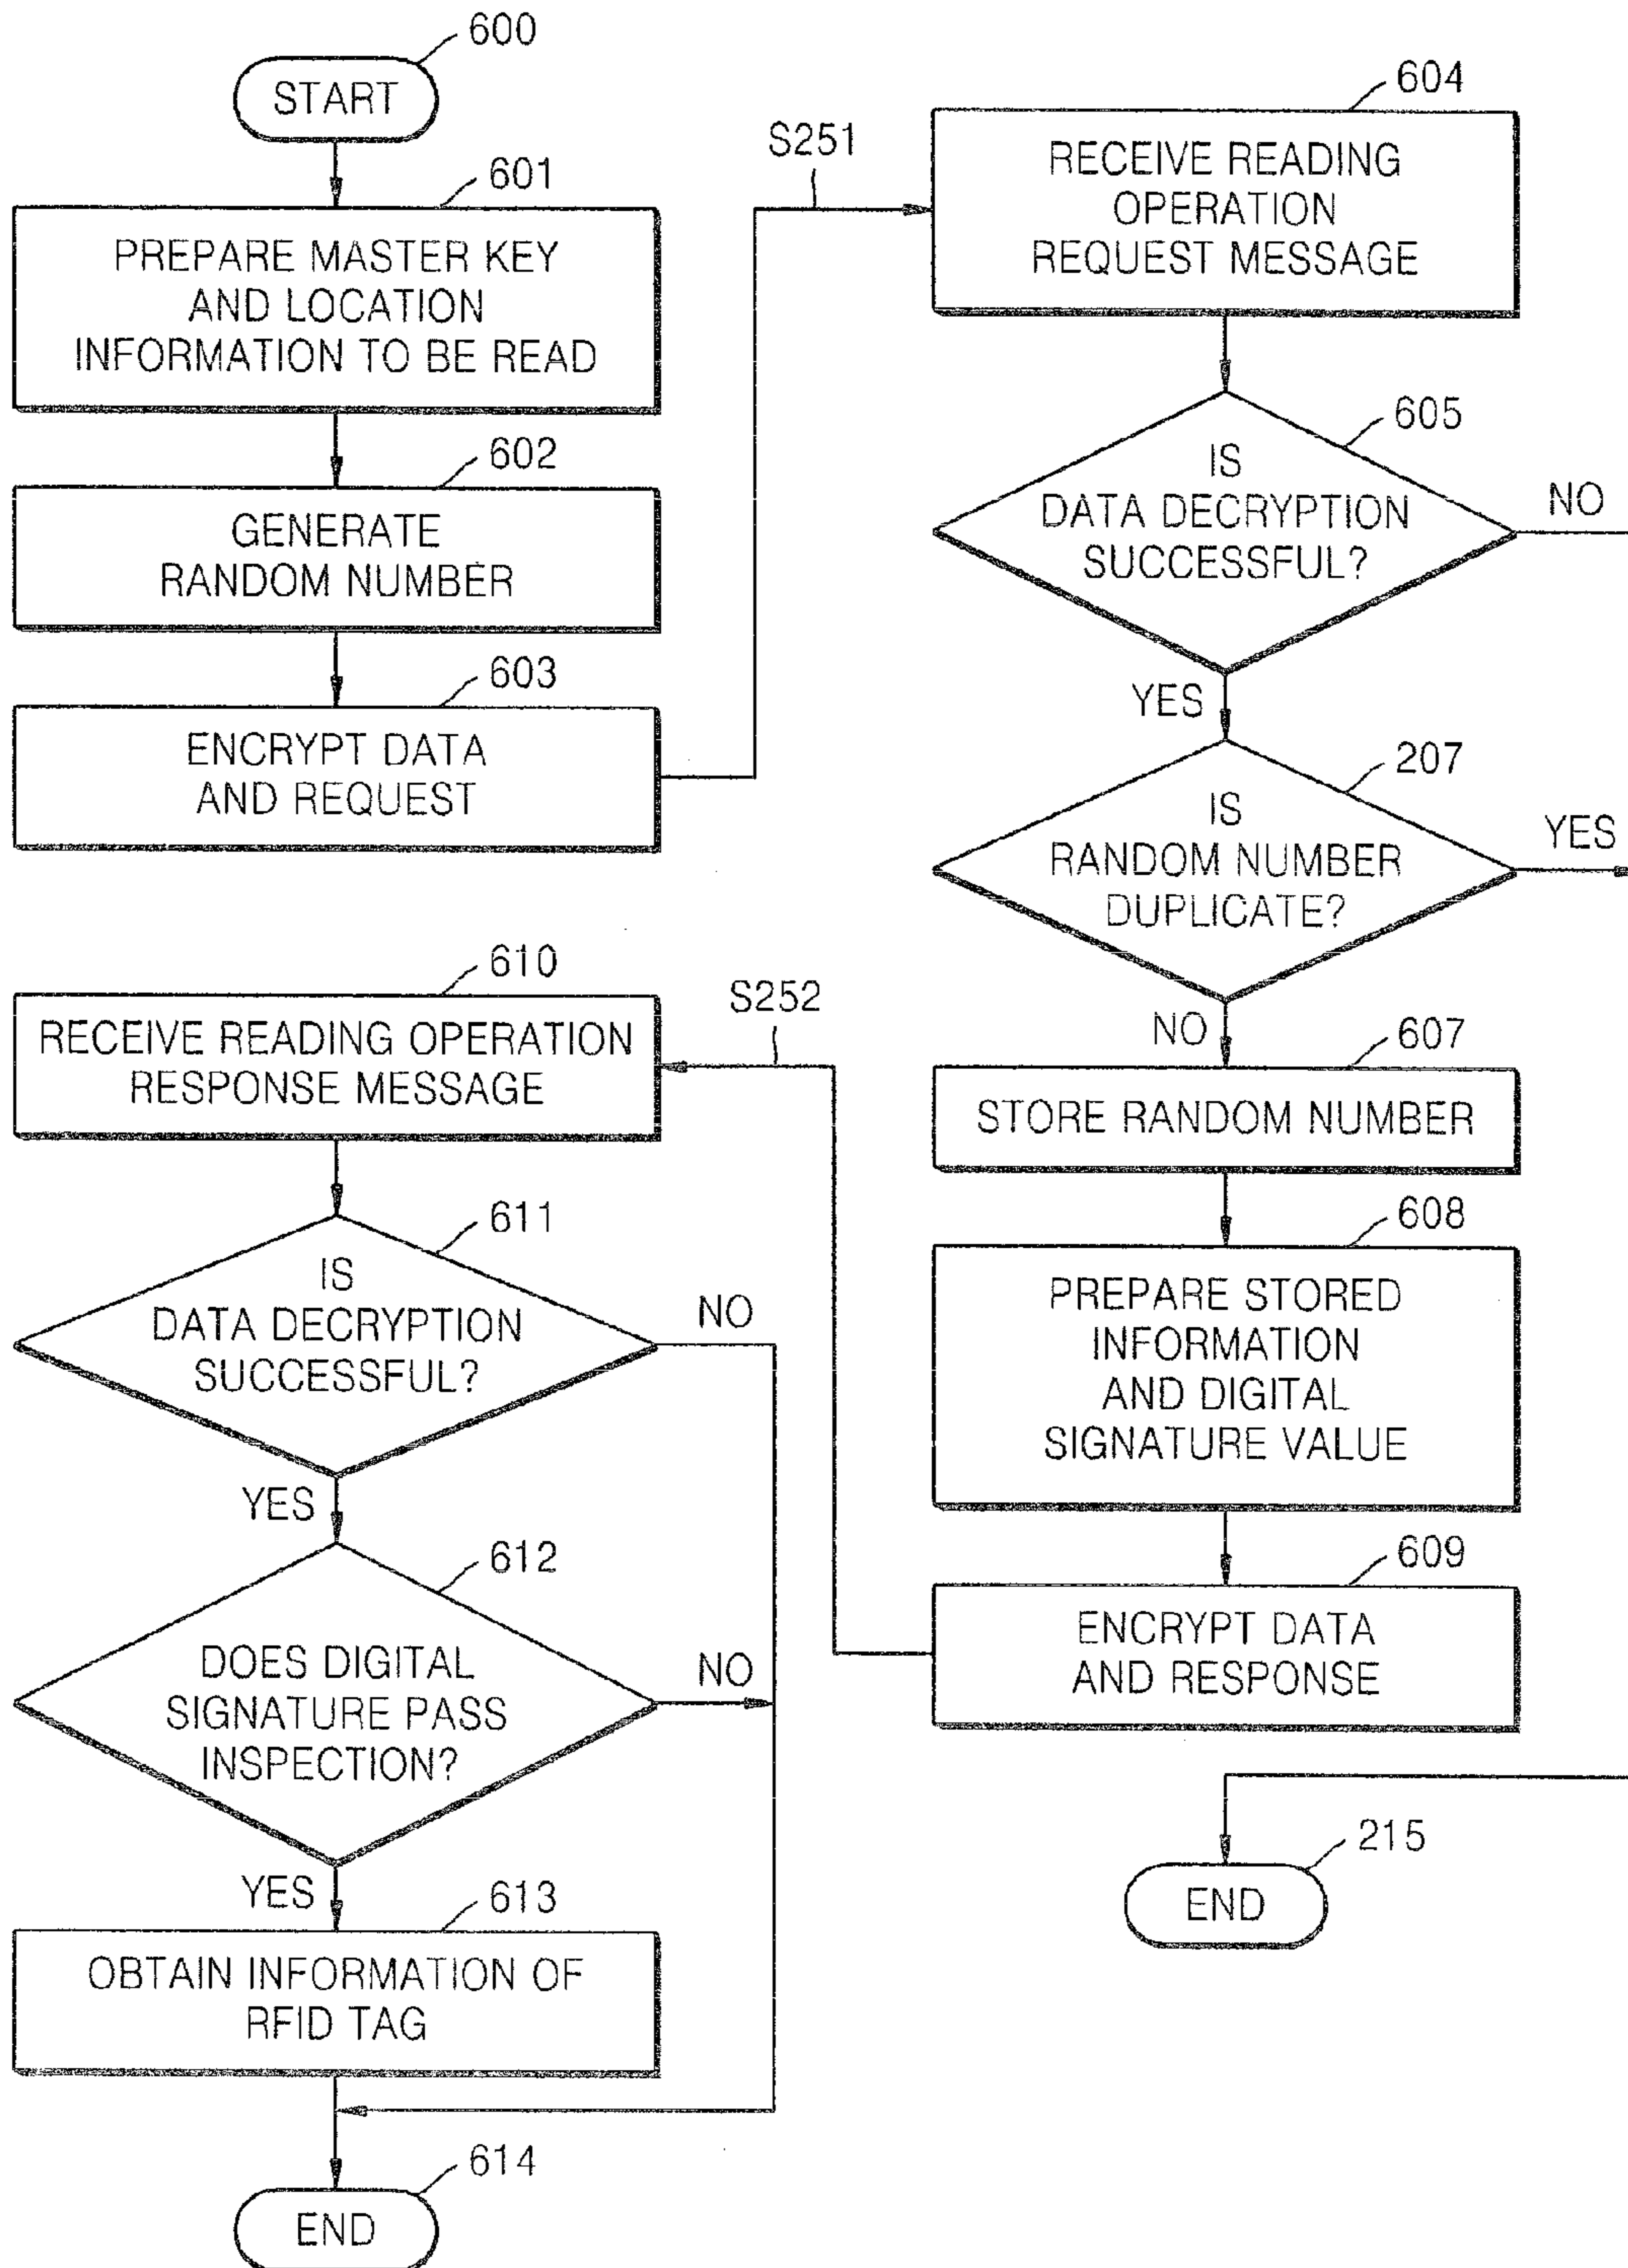 600
START
601
PREPARE MASTER KEY
AND LOCATION
INFORMATION TO BE READ
602
GENERATE
RANDOM NUMBER
603
ENCRYPT DATA
AND REQUEST
S251
604
RECEIVE READING
OPERATION
REQUEST MESSAGE
605
IS
DATA DECRYPTION
SUCCESSFUL?
NO
YES
207
IS
RANDOM NUMBER
DUPLICATE?
YES
NO
607
STORE RANDOM NUMBER
608
PREPARE STORED
INFORMATION
AND DIGITAL
SIGNATURE VALUE
609
ENCRYPT DATA
AND RESPONSE
215
END
S252
610
RECEIVE READING OPERATION
RESPONSE MESSAGE
611
IS
DATA DECRYPTION
SUCCESSFUL?
NO
YES
612
DOES DIGITAL
SIGNATURE PASS
INSPECTION?
NO
YES
613
OBTAIN INFORMATION OF
RFID TAG
614
END